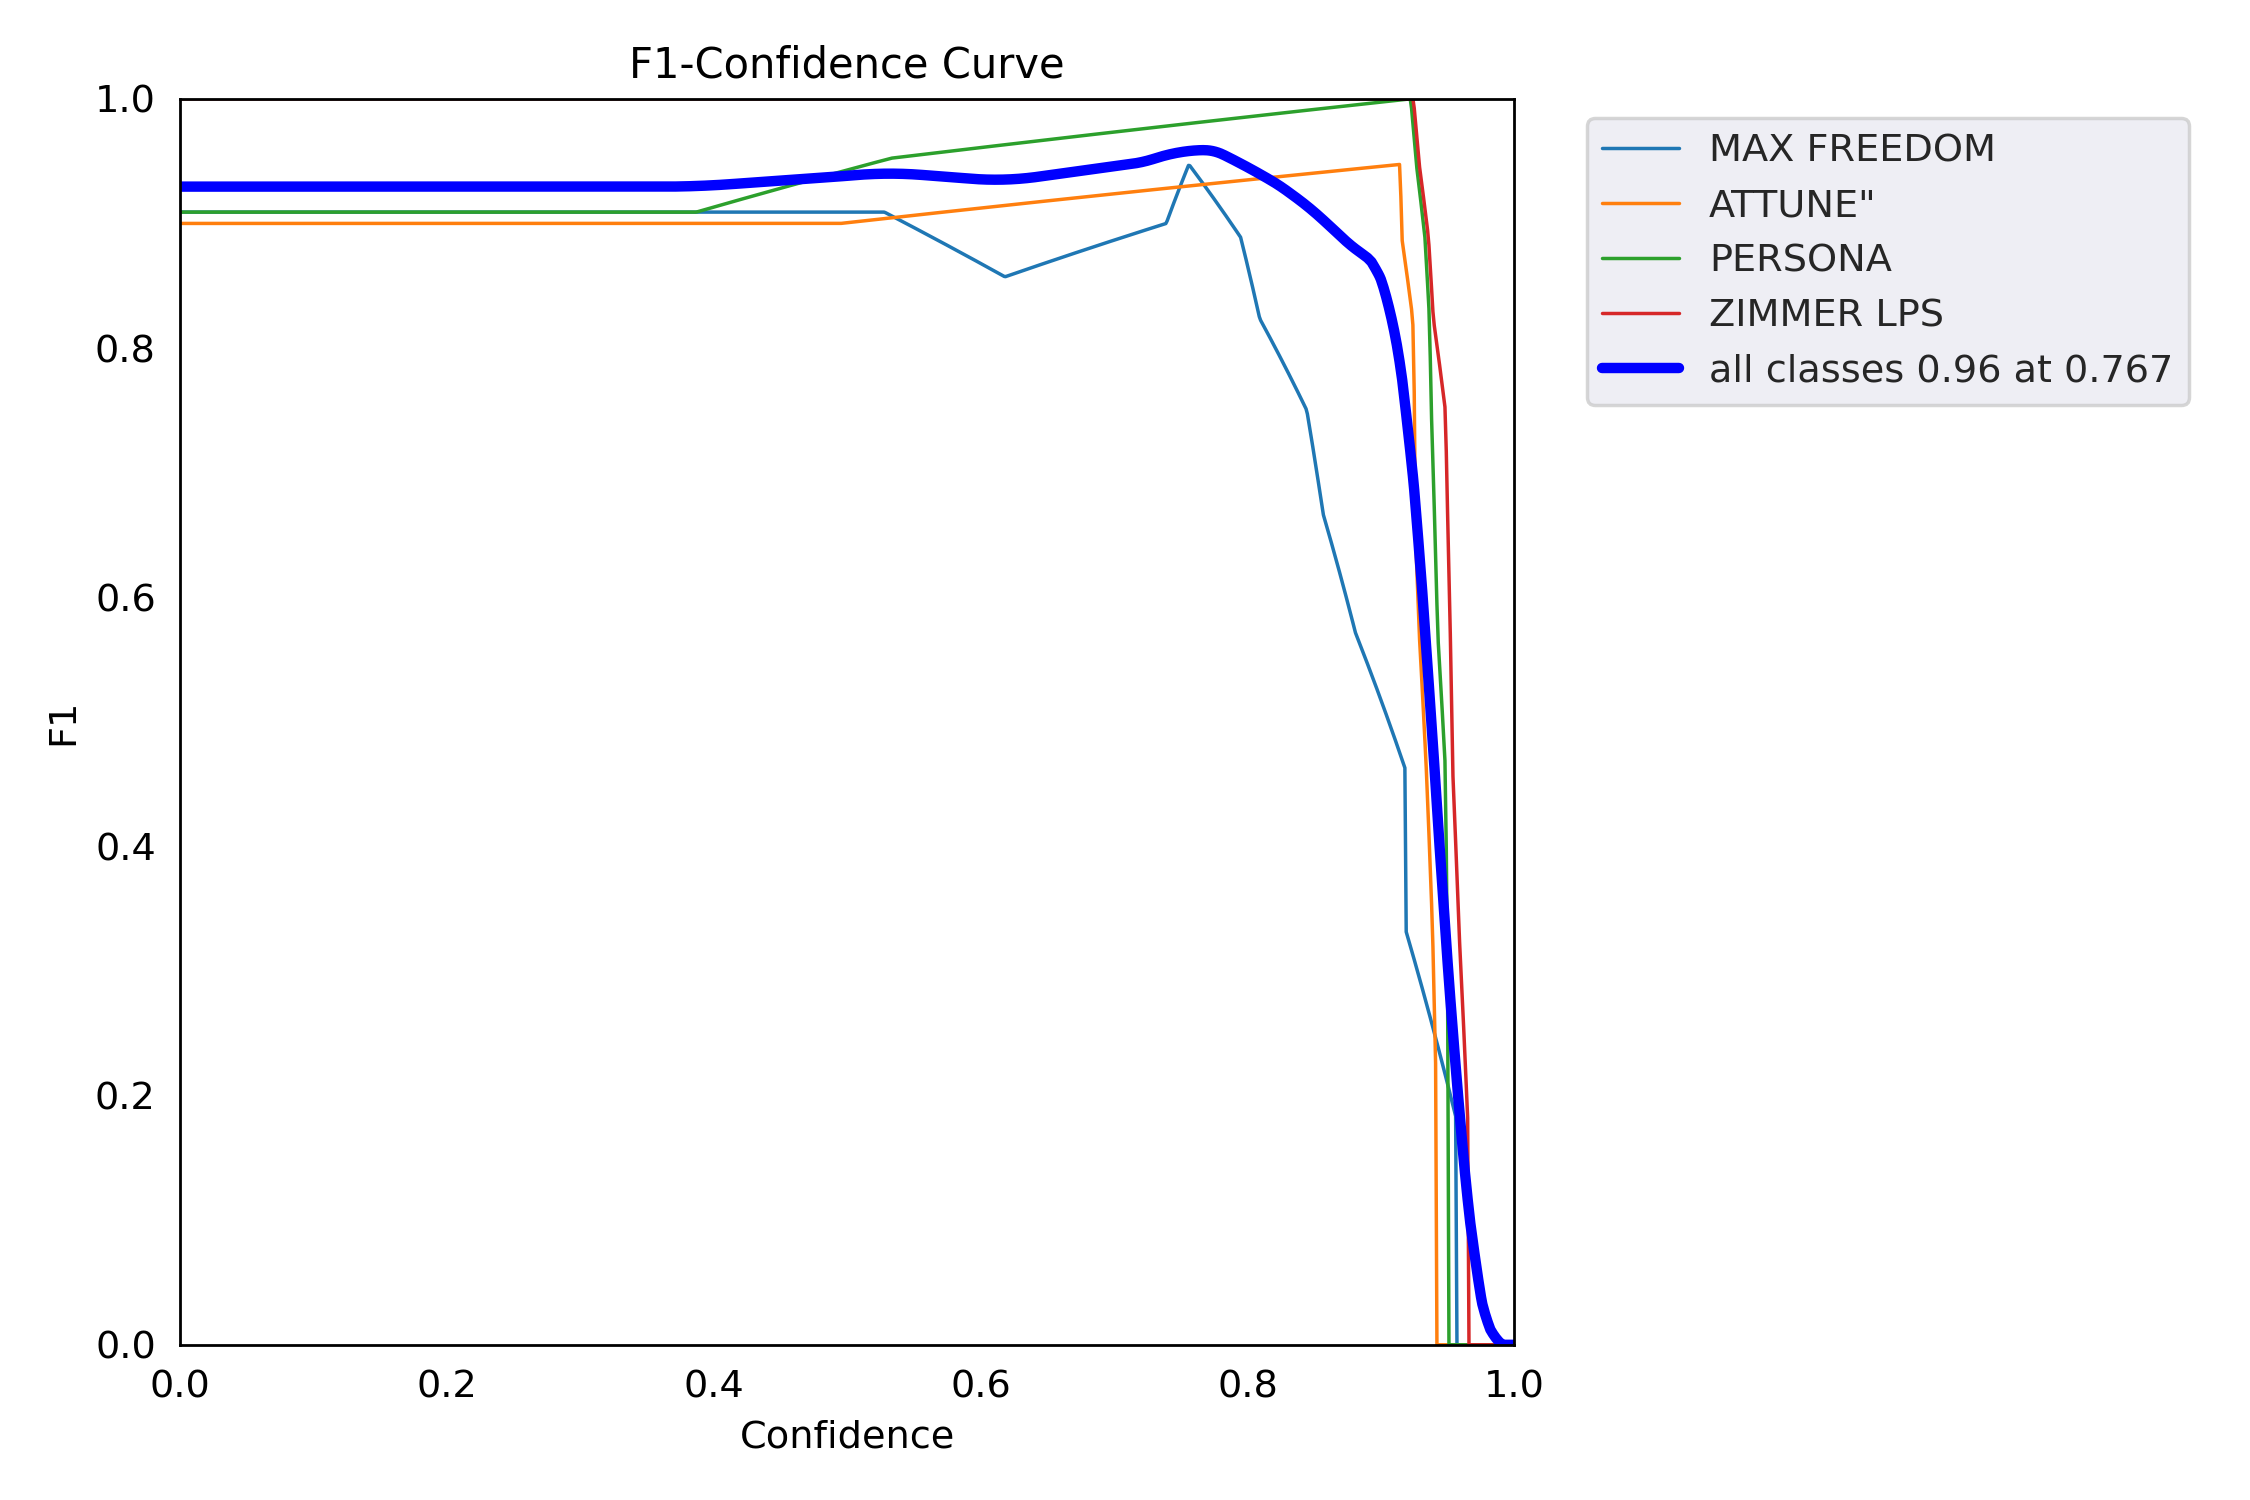 F1-Confidence Curve
1.0
0.8
0.6
0.4
0.2
0.0
F1
0.0 0.2 0.4 0.6 0.8 1.0
Confidence
MAX FREEDOM
ATTUNE"
PERSONA
ZIMMER LPS
all classes 0.96 at 0.767